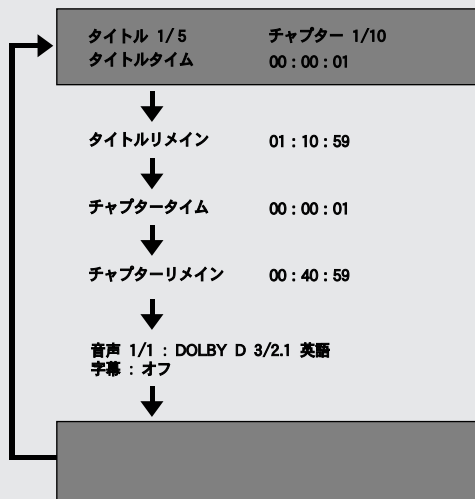 タイトル 1/5 チャプター 1/10
タイトルタイム 00:00:01
タイトルリメイン 01:10:59
チャプタータイム 00:00:01
チャプターリメイン 00:40:59
音声 1/1 : DOLBY D 3/2.1 英語
字幕 : オフ